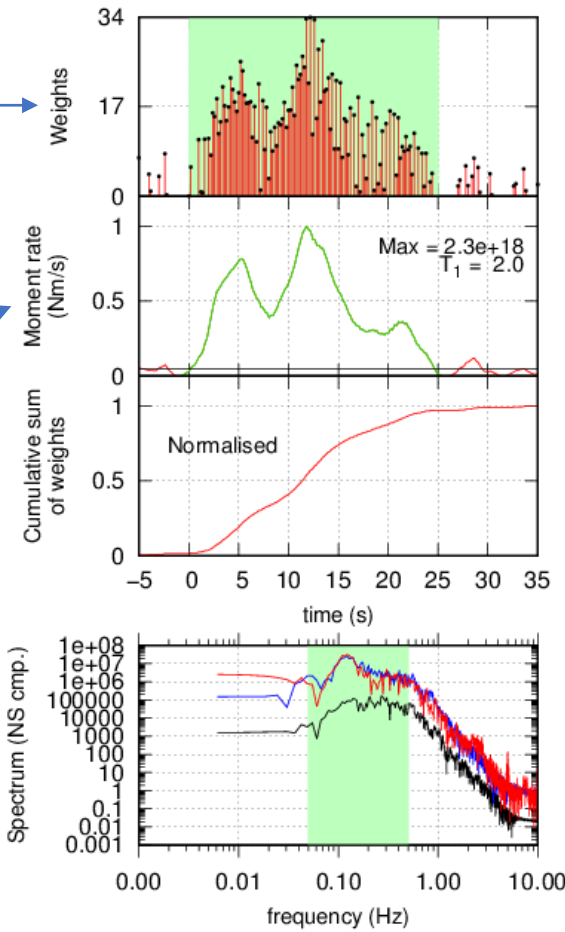 34
17
0
Weights
1
0.5
0
Moment rate
(Nm/s)
Max = 2.3e+18
T1 = 2.0
1
0.5
0
Cumulative sum
of weights
Normalised
−5 0 5 10 15 20 25 30 35
time (s)
1e+08
1e+07
1e+06
100000
10000
1000
100
10
1
0.1
0.01
0.001
Spectrum (NS cmp.)
0.00 0.01 0.10 1.00 10.00
frequency (Hz)